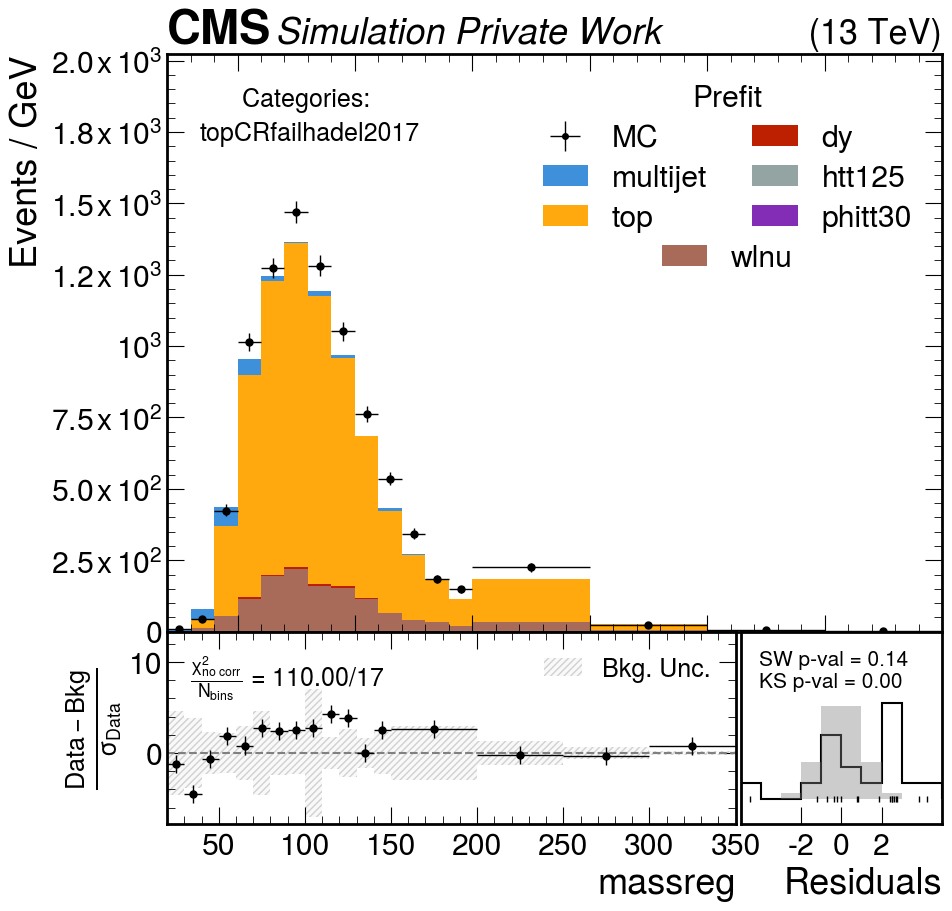 CMS Simulation Private Work (13 TeV)
Events / GeV
2.0 x 10³
1.8 x 10³
1.5 x 10³
1.2 x 10³
10³
7.5 x 10²
5.0 x 10²
2.5 x 10²
0
Categories:
topCRfailhadel2017
Prefit
MC
multijet
top
dy
htt125
phitt30
wlnu
Data – Bkg
σ_Data
10
0
χ²_no corr / N_bins = 110.00/17
Bkg. Unc.
SW p-val = 0.14
KS p-val = 0.00
50 100 150 200 250 300 350
massreg
-2 0 2
Residuals